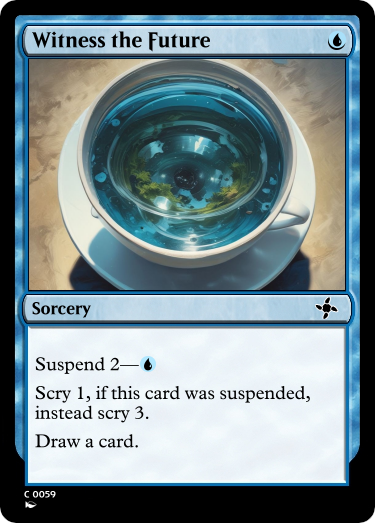 Witness the Future
Sorcery
Suspend 2—
Scry 1, if this card was suspended,
instead scry 3.
Draw a card.
C 0059